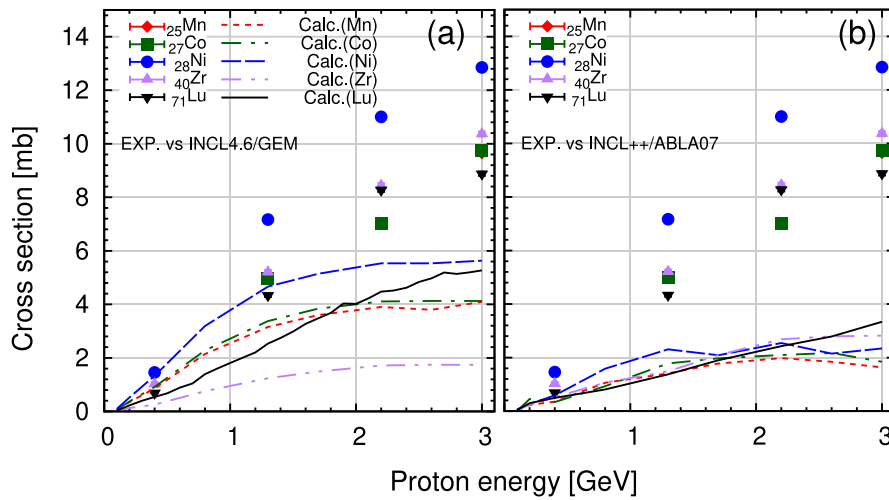 14
12
10
8
6
4
2
0
Cross section [mb]
25Mn
27Co
28Ni
40Zr
71Lu
Calc.(Mn)
Calc.(Co)
Calc.(Ni)
Calc.(Zr)
Calc.(Lu)
(a)
EXP. vs INCL4.6/GEM
25Mn
27Co
28Ni
40Zr
71Lu
(b)
EXP. vs INCL++/ABLA07
0 1 2 3 1 2 3
Proton energy [GeV]